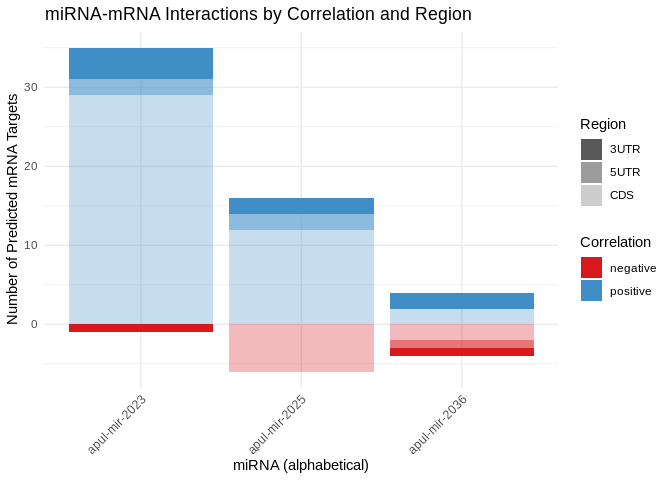 miRNA-mRNA Interactions by Correlation and Region
Number of Predicted mRNA Targets
30
20
10
0
apul-mir-2023
apul-mir-2025
apul-mir-2036
miRNA (alphabetical)
Region
3UTR
5UTR
CDS
Correlation
negative
positive